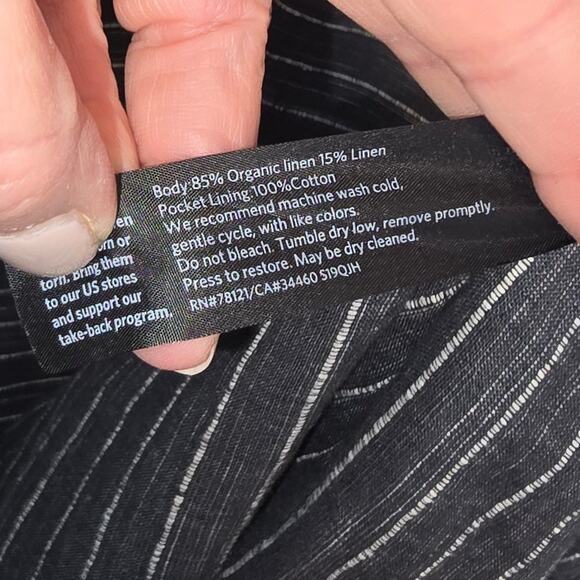 Body:85% Organic linen 15% Linen
Pocket Lining:100%Cotton
We recommend machine wash cold,
gentle cycle, with like colors.
Do not bleach. Tumble dry low, remove promptly.
Press to restore. May be dry cleaned.
RN#78121/CA#34460 S19QJH
or
torn. Bring them
to our US stores
and support our
take-back program.